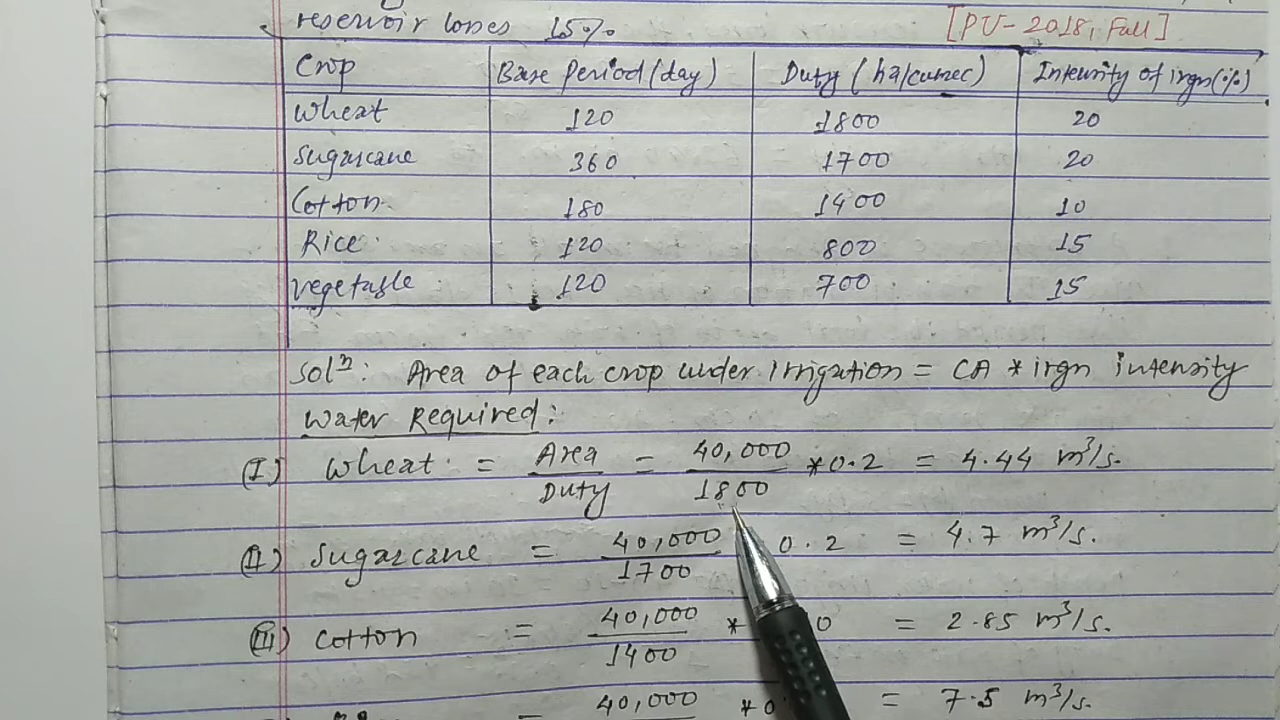 reservoir losses 15%
[PU-2018, Fall]
Crop Base Period (day) Duty (ha/cumec) Intensity of irgn (%)
Wheat 120 1800 20
Sugarcane 360 1700 20
Cotton 180 1400 10
Rice 120 800 15
Vegetable 120 700 15
Solⁿ: Area of each crop under irrigation = CA * irgn intensity
Water Required:
(I) Wheat = Area / Duty = 40,000 / 1800 * 0.2 = 4.44 m³/s.
(II) Sugarcane = 40,000 / 1700 0.2 = 4.7 m³/s.
(III) Cotton = 40,000 / 1400 * 0 = 2.85 m³/s.
= 40,000 * 0 = 7.5 m³/s.